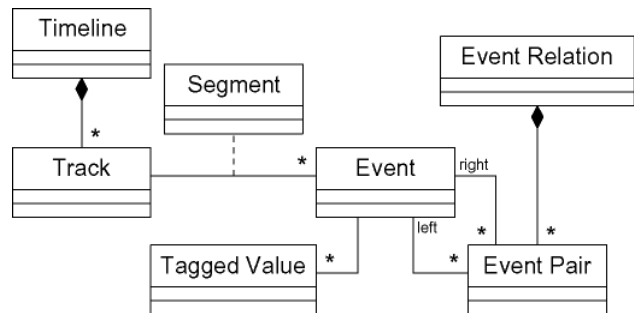 Timeline
Event Relation
Segment
*
Track
*
Event
right
left
*
*
Tagged Value
*
*
Event Pair